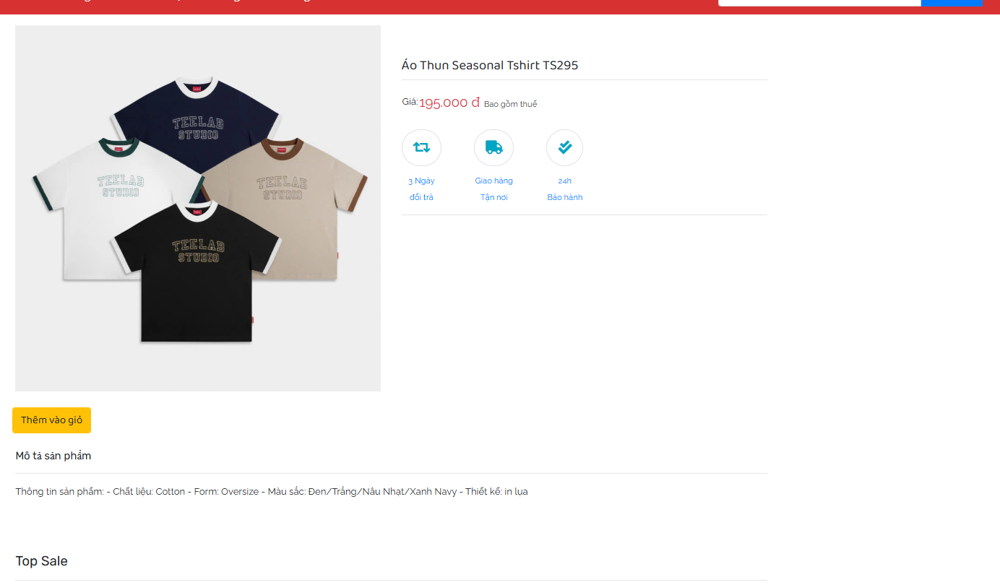 TEELAB
STUDIO
TEELAB
STUDIO
TEELAB
STUDIO
TEELAB
STUDIO
Áo Thun Seasonal Tshirt TS295
Giá: 195.000 đ Bao gồm thuế
3 Ngày
đổi trả
Giao hàng
Tận nơi
24h
Bảo hành
Thêm vào giỏ
Mô tả sản phẩm
Thông tin sản phẩm: - Chất liệu: Cotton - Form: Oversize - Màu sắc: Đen/Trắng/Nâu Nhạt/Xanh Navy - Thiết kế: in lụa
Top Sale